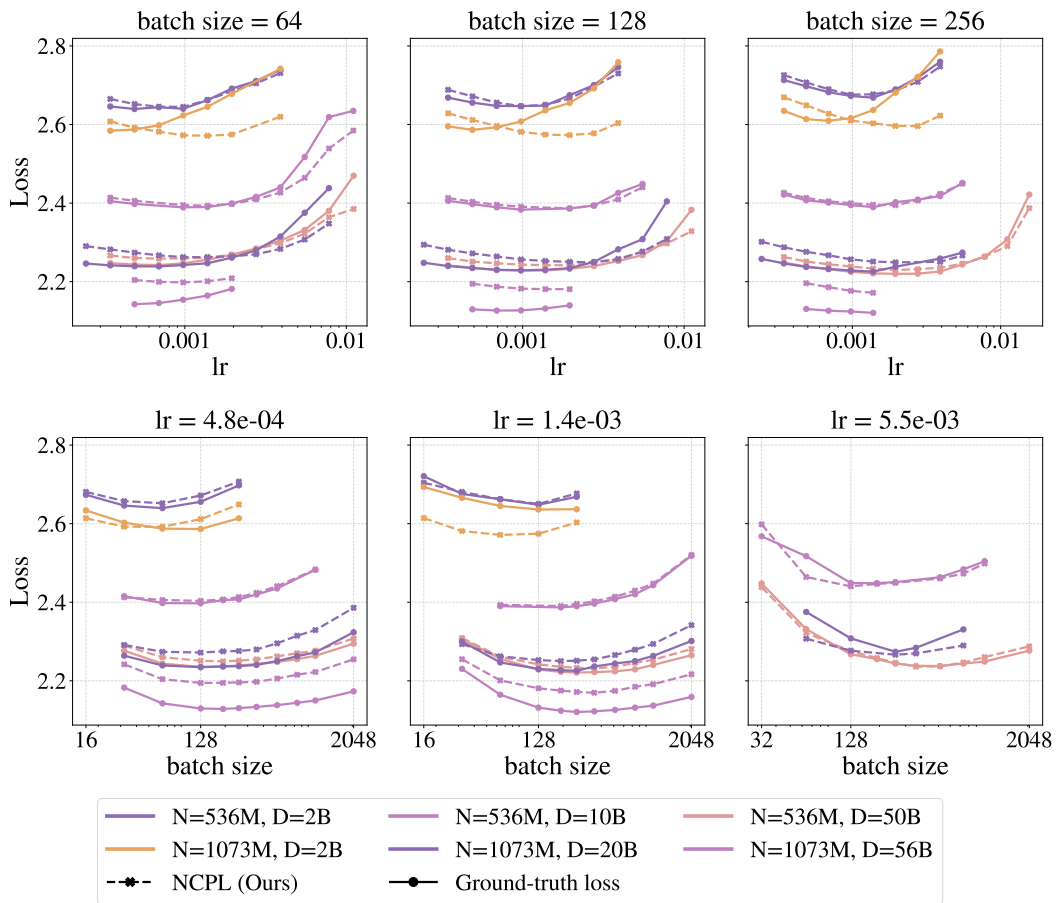 batch size = 64
batch size = 128
batch size = 256
2.8
2.6
2.4
2.2
Loss
0.001
0.01
0.001
0.01
0.001
0.01
lr
lr
lr
lr = 4.8e-04
lr = 1.4e-03
lr = 5.5e-03
2.8
2.6
2.4
2.2
Loss
16
128
2048
16
128
2048
32
128
2048
batch size
batch size
batch size
N=536M, D=2B
N=536M, D=10B
N=536M, D=50B
N=1073M, D=2B
N=1073M, D=20B
N=1073M, D=56B
NCPL (Ours)
Ground-truth loss